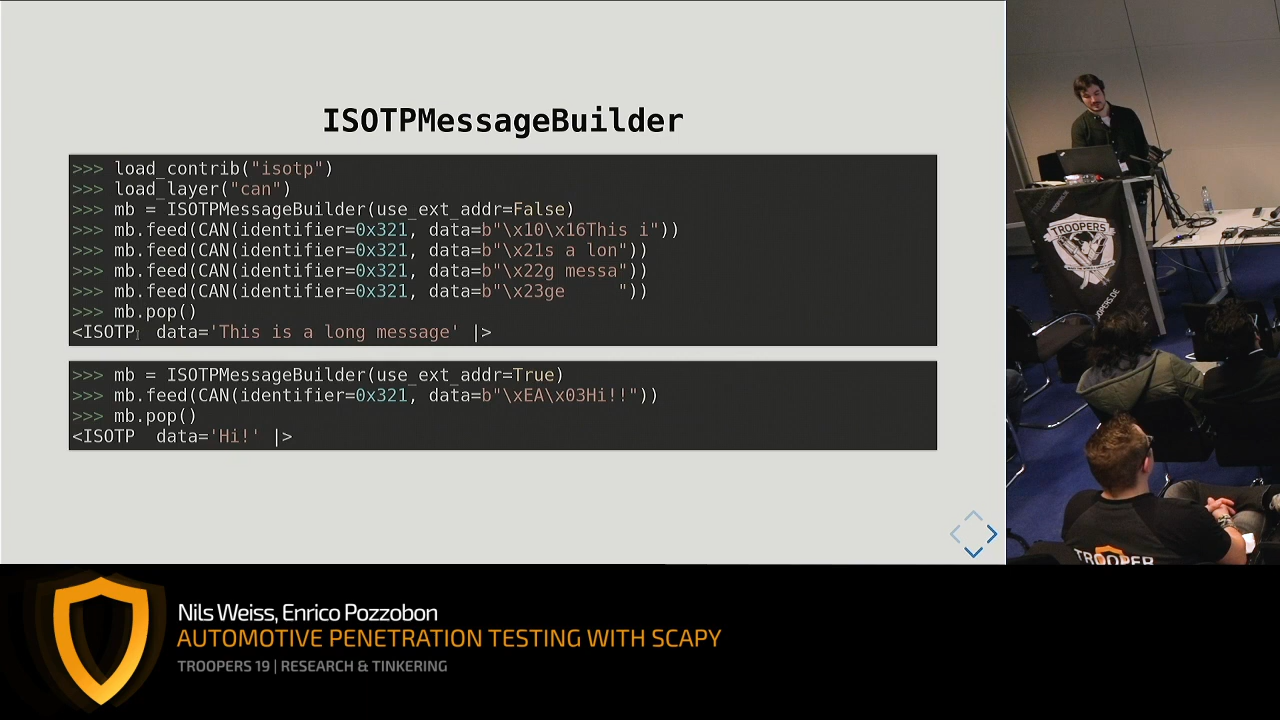 ISOTPMessageBuilder
>>> load_contrib("isotp")
>>> load_layer("can")
>>> mb = ISOTPMessageBuilder(use_ext_addr=False)
>>> mb.feed(CAN(identifier=0x321, data=b"\x10\x16This i"))
>>> mb.feed(CAN(identifier=0x321, data=b"\x21s a lon"))
>>> mb.feed(CAN(identifier=0x321, data=b"\x22g messa"))
>>> mb.feed(CAN(identifier=0x321, data=b"\x23ge     "))
>>> mb.pop()
<ISOTP  data='This is a long message' |>
>>> mb = ISOTPMessageBuilder(use_ext_addr=True)
>>> mb.feed(CAN(identifier=0x321, data=b"\xEA\x03Hi!!"))
>>> mb.pop()
<ISOTP  data='Hi!' |>
TROOPERS
TROOPERS.DE
TROOPER
Nils Weiss, Enrico Pozzobon
AUTOMOTIVE PENETRATION TESTING WITH SCAPY
TROOPERS 19 | RESEARCH & TINKERING